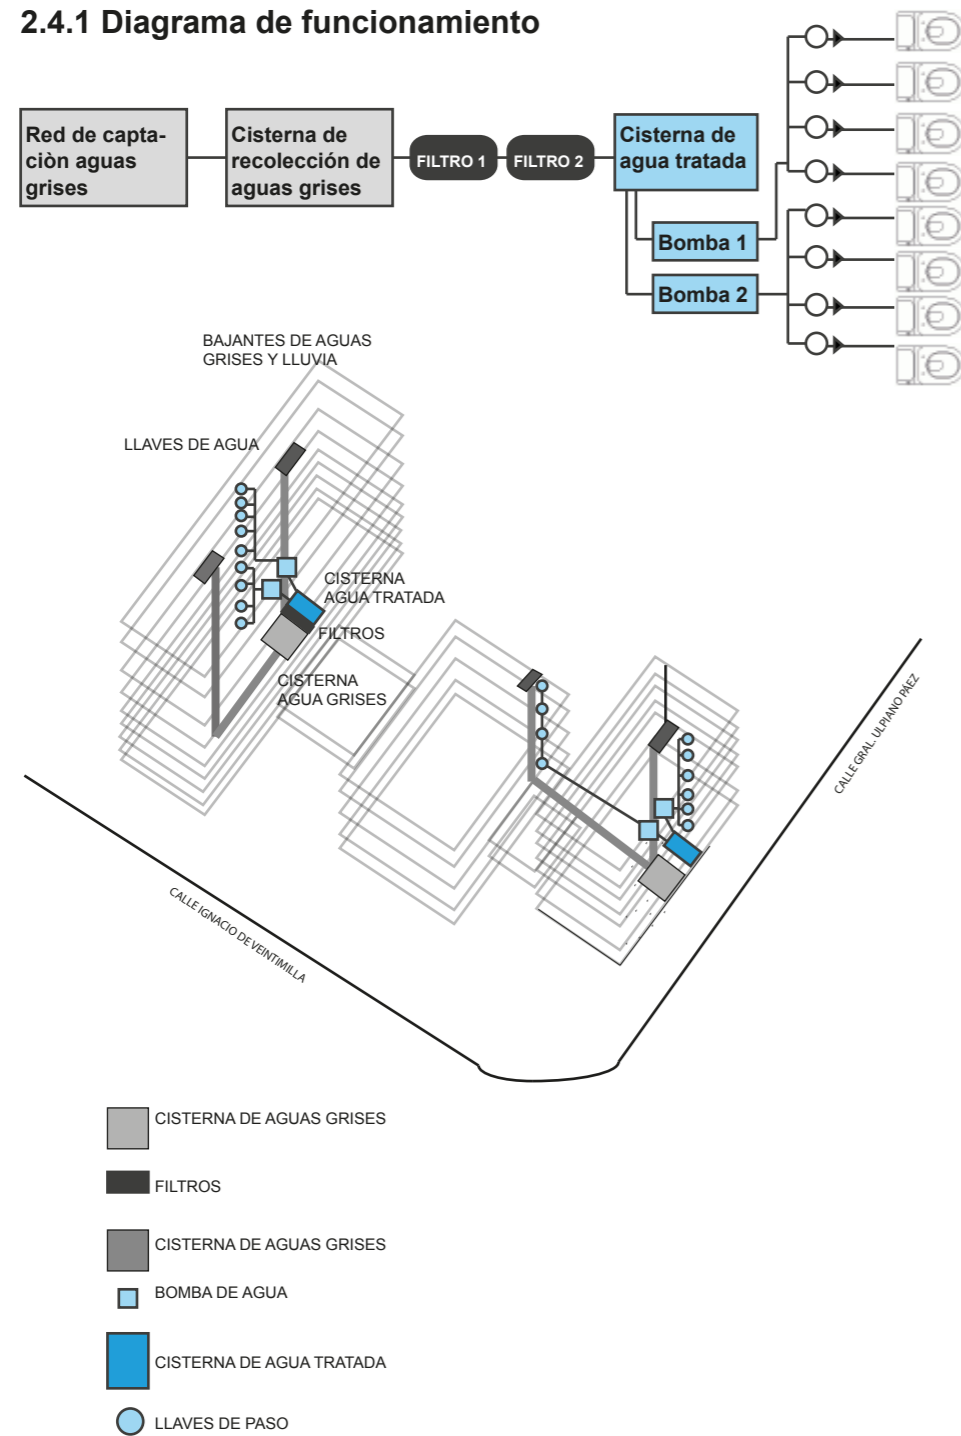 2.4.1 Diagrama de funcionamiento
Red de capta-
ciòn aguas
grises
Cisterna de
recolección de
aguas grises
FILTRO 1
FILTRO 2
Cisterna de
agua tratada
Bomba 1
Bomba 2
BAJANTES DE AGUAS
GRISES Y LLUVIA
LLAVES DE AGUA
CISTERNA
AGUA TRATADA
FILTROS
CISTERNA
AGUA GRISES
CALLE GRAL. ULPIANO PÁEZ
CALLE IGNACIO DE VEINTIMILLA
CISTERNA DE AGUAS GRISES
FILTROS
CISTERNA DE AGUAS GRISES
BOMBA DE AGUA
CISTERNA DE AGUA TRATADA
LLAVES DE PASO